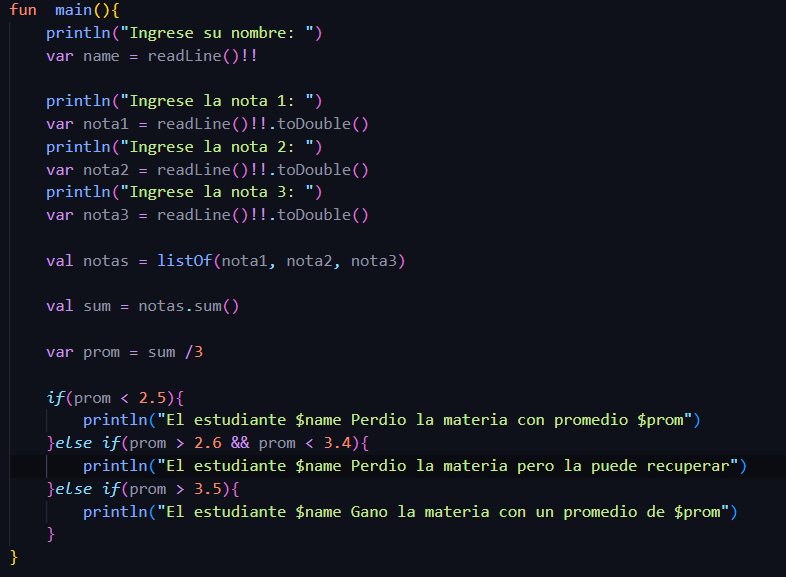 fun  main(){
    println("Ingrese su nombre: ")
    var name = readLine()!!
    println("Ingrese la nota 1: ")
    var nota1 = readLine()!!.toDouble()
    println("Ingrese la nota 2: ")
    var nota2 = readLine()!!.toDouble()
    println("Ingrese la nota 3: ")
    var nota3 = readLine()!!.toDouble()
    val notas = listOf(nota1, nota2, nota3)
    val sum = notas.sum()
    var prom = sum /3
    if(prom < 2.5){
        println("El estudiante $name Perdio la materia con promedio $prom")
    }else if(prom > 2.6 && prom < 3.4){
        println("El estudiante $name Perdio la materia pero la puede recuperar")
    }else if(prom > 3.5){
        println("El estudiante $name Gano la materia con un promedio de $prom")
    }
}